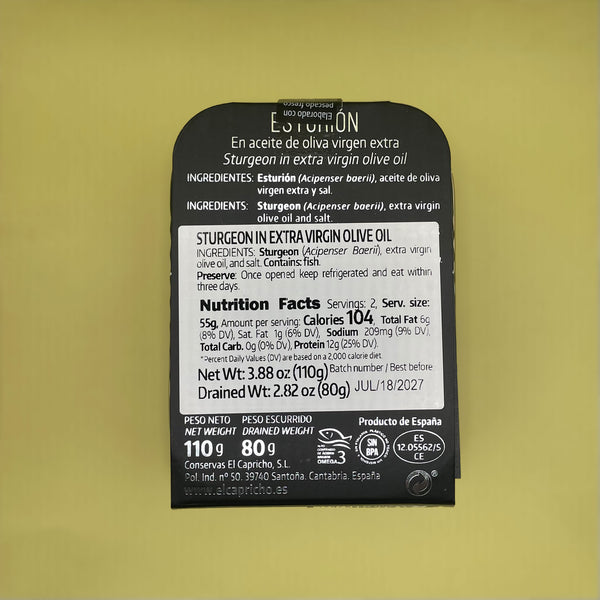 Elaborado con
pescado fresco
ESTURIÓN
En aceite de oliva virgen extra
Sturgeon in extra virgin olive oil
INGREDIENTES: Esturión (Acipenser baerii), aceite de oliva
virgen extra y sal.
INGREDIENTS: Sturgeon (Acipenser baerii), extra virgin
olive oil and salt.
STURGEON IN EXTRA VIRGIN OLIVE OIL
INGREDIENTS: Sturgeon (Acipenser Baerii), extra virgin
olive oil, and salt. Contains: fish.
Preserve: Once opened keep refrigerated and eat within
three days.
Nutrition Facts Servings: 2, Serv. size:
55g, Amount per serving: Calories 104, Total Fat 6g
(8% DV), Sat. Fat 1g (6% DV), Sodium 209mg (9% DV),
Total Carb. 0g (0% DV), Protein 12g (25% DV).
*Percent Daily Values (DV) are based on a 2,000 calorie diet.
Net Wt: 3.88 oz (110g) Batch number / Best before
Drained Wt: 2.82 oz (80g) JUL/18/2027
PESO NETO PESO ESCURRIDO Producto de España
NET WEIGHT DRAINED WEIGHT
110 g 80 g
OMEGA 3
SIN
BPA
ES
12.05562/S
CE
Conservas El Capricho, S.L.
Pol. Ind. nº 50. 39740 Santoña. Cantabria. España
www.elcapricho.es